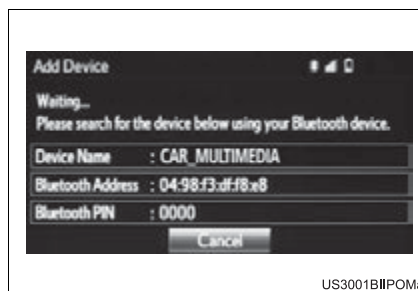 Add Device
Waiting...
Please search for the device below using your Bluetooth device.
Device Name : CAR_MULTIMEDIA
Bluetooth Address : 04:98:f3:df:f8:e8
Bluetooth PIN : 0000
Cancel
US3001BIIPOMa